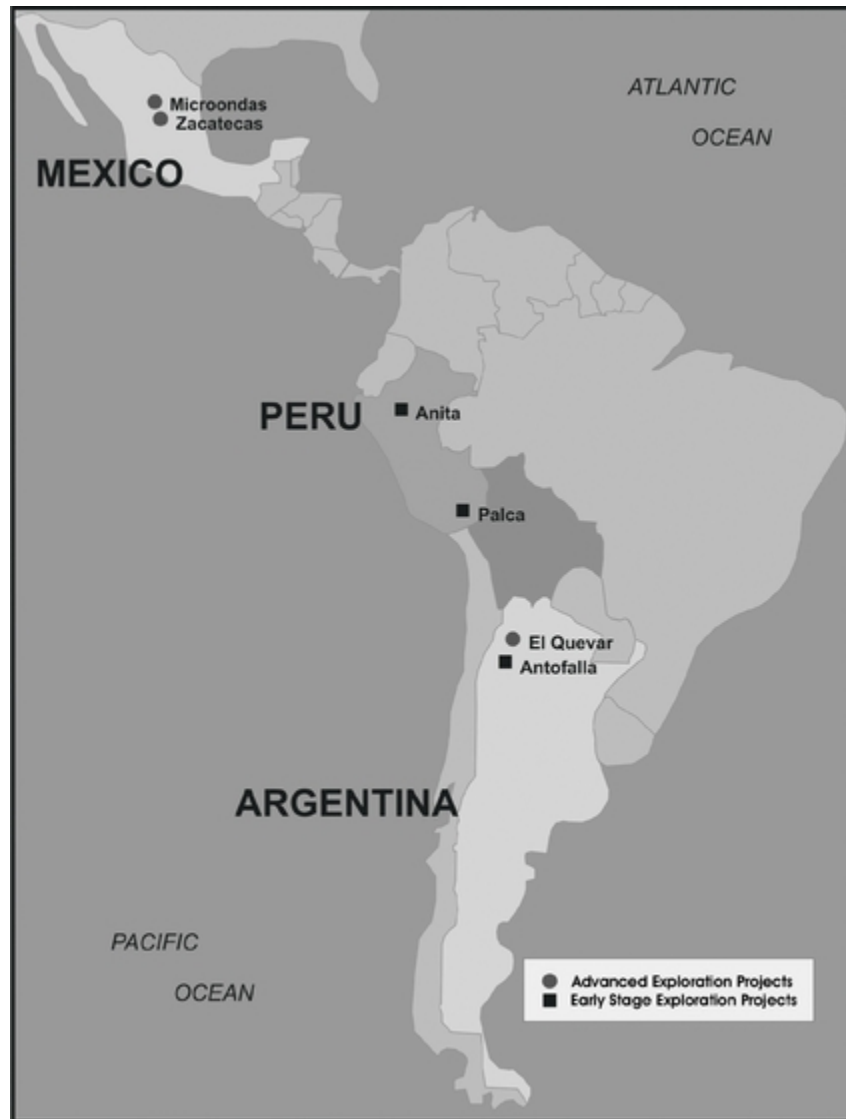 ATLANTIC
OCEAN
Microondas
Zacatecas
MEXICO
PERU
Anita
Palca
El Quevar
Antofalla
ARGENTINA
PACIFIC
OCEAN
Advanced Exploration Projects
Early Stage Exploration Projects